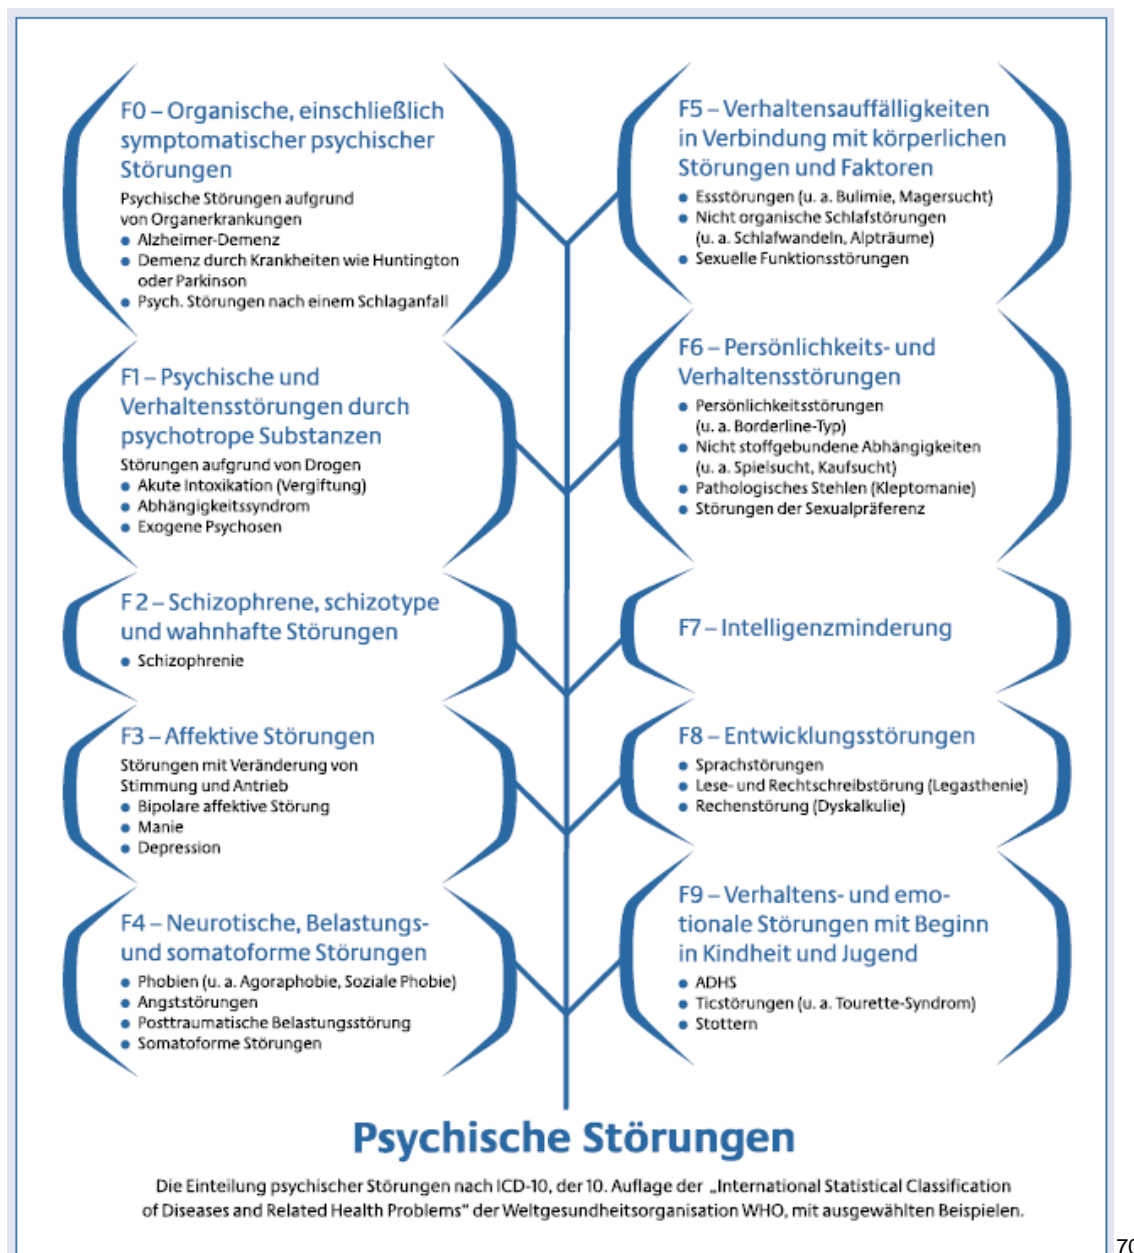 F0 – Organische, einschließlich
symptomatischer psychischer
Störungen
Psychische Störungen aufgrund
von Organerkrankungen
• Alzheimer-Demenz
• Demenz durch Krankheiten wie Huntington
oder Parkinson
• Psych. Störungen nach einem Schlaganfall
F1 – Psychische und
Verhaltensstörungen durch
psychotrope Substanzen
Störungen aufgrund von Drogen
• Akute Intoxikation (Vergiftung)
• Abhängigkeitssyndrom
• Exogene Psychosen
F 2 – Schizophrene, schizotype
und wahnhafte Störungen
• Schizophrenie
F3 – Affektive Störungen
Störungen mit Veränderung von
Stimmung und Antrieb
• Bipolare affektive Störung
• Manie
• Depression
F4 – Neurotische, Belastungs-
und somatoforme Störungen
• Phobien (u. a. Agoraphobie, Soziale Phobie)
• Angststörungen
• Posttraumatische Belastungsstörung
• Somatoforme Störungen
F5 – Verhaltensauffälligkeiten
in Verbindung mit körperlichen
Störungen und Faktoren
• Essstörungen (u. a. Bulimie, Magersucht)
• Nicht organische Schlafstörungen
(u. a. Schlafwandeln, Alpträume)
• Sexuelle Funktionsstörungen
F6 – Persönlichkeits- und
Verhaltensstörungen
• Persönlichkeitsstörungen
(u. a. Borderline-Typ)
• Nicht stoffgebundene Abhängigkeiten
(u. a. Spielsucht, Kaufsucht)
• Pathologisches Stehlen (Kleptomanie)
• Störungen der Sexualpräferenz
F7 – Intelligenzminderung
F8 – Entwicklungsstörungen
• Sprachstörungen
• Lese- und Rechtschreibstörung (Legasthenie)
• Rechenstörung (Dyskalkulie)
F9 – Verhaltens- und emo-
tionale Störungen mit Beginn
in Kindheit und Jugend
• ADHS
• Ticstörungen (u. a. Tourette-Syndrom)
• Stottern
Psychische Störungen
Die Einteilung psychischer Störungen nach ICD-10, der 10. Auflage der „International Statistical Classification
of Diseases and Related Health Problems“ der Weltgesundheitsorganisation WHO, mit ausgewählten Beispielen.